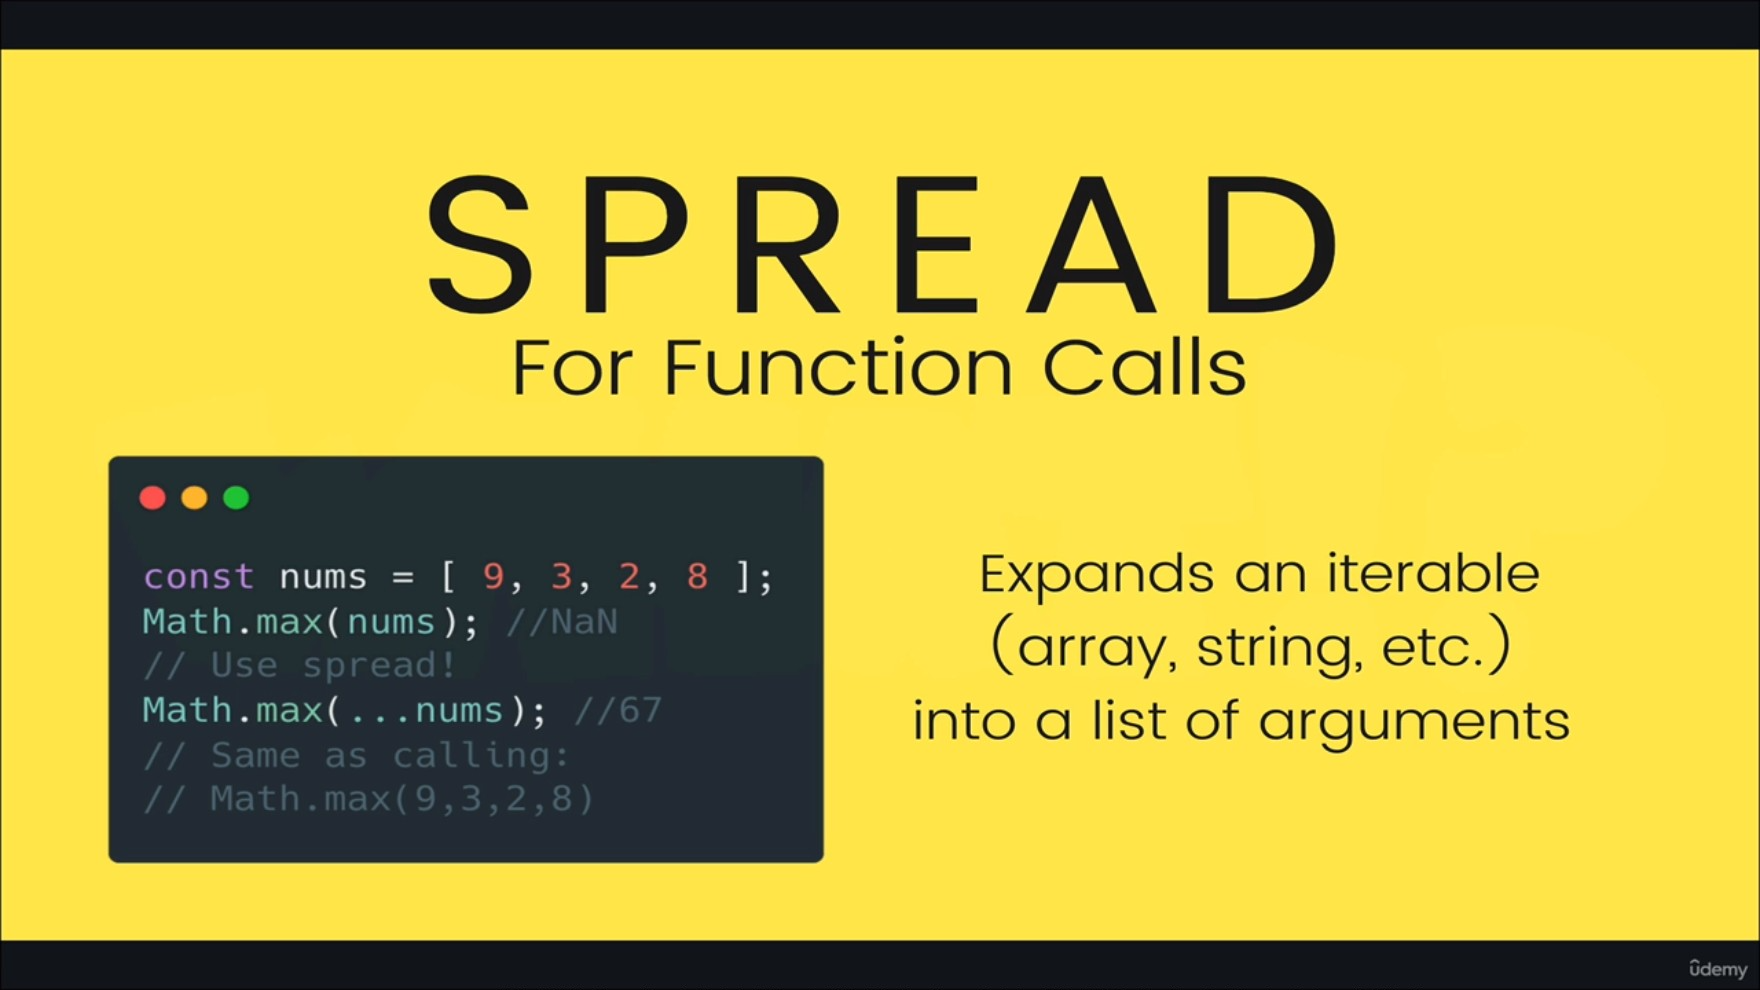 SPREAD
For Function Calls
const nums = [ 9, 3, 2, 8 ];
Math.max(nums); //NaN
// Use spread!
Math.max(...nums); //67
// Same as calling:
// Math.max(9,3,2,8)
Expands an iterable
(array, string, etc.)
into a list of arguments
ûdemy